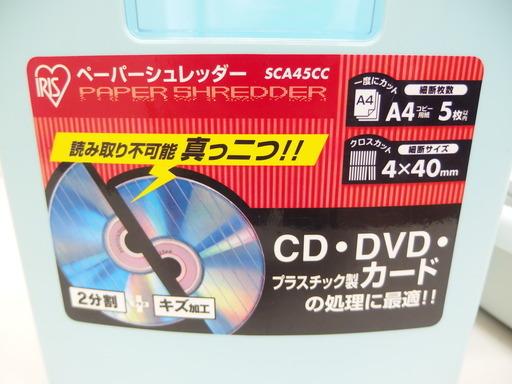 IRIS
ペーパーシュレッダー SCA45CC
PAPER SHREDDER
一度にカット
細断枚数
A4
A4コピー用紙 5枚以内
クロスカット
細断サイズ
4×40mm
読み取り不可能 真っ二つ!!
CD・DVD・
プラスチック製カード
の処理に最適!!
2分割 + キズ加工